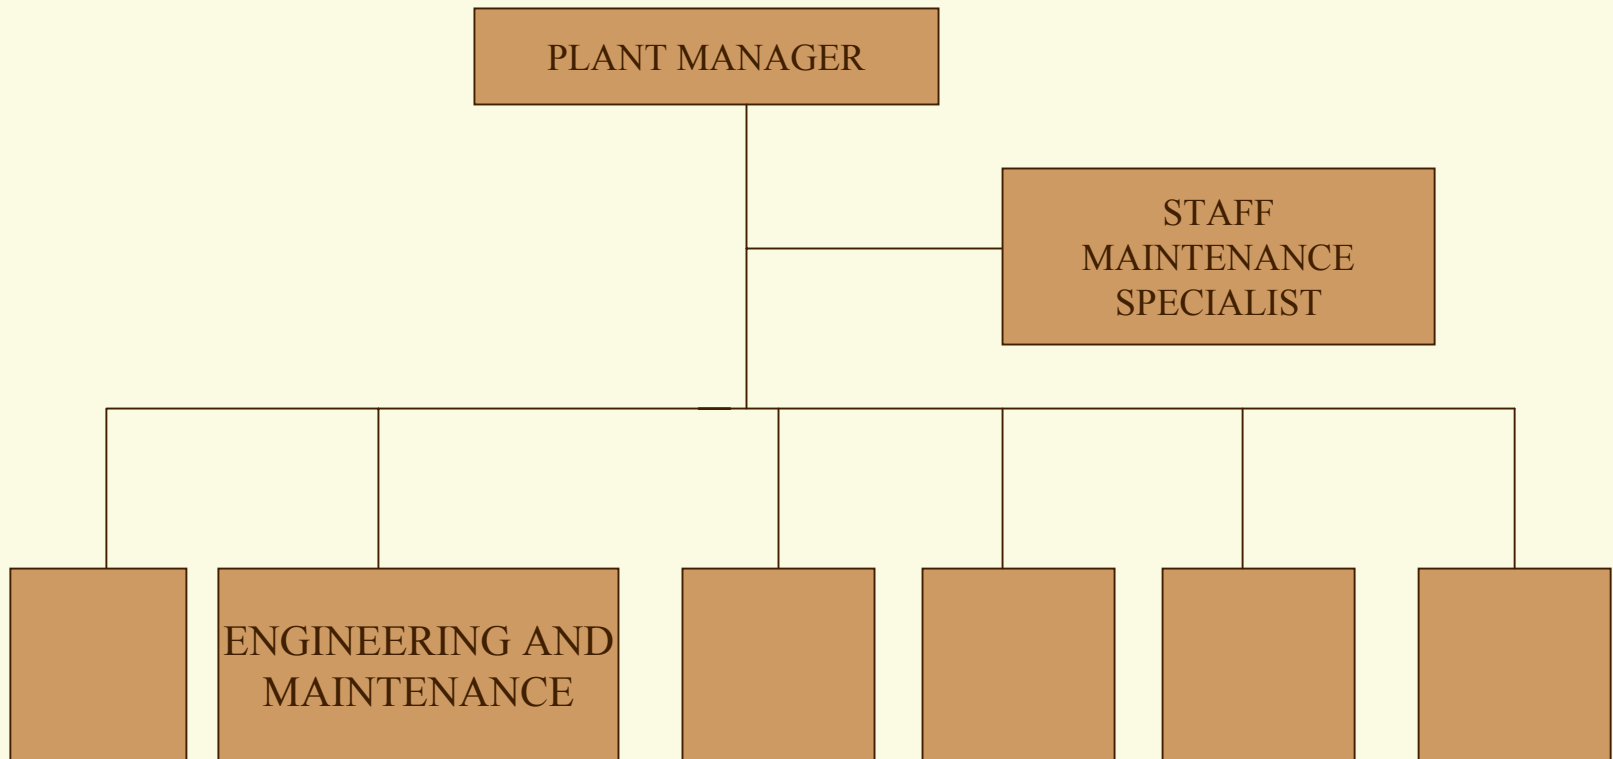 PLANT MANAGER
STAFF
MAINTENANCE
SPECIALIST
ENGINEERING AND
MAINTENANCE